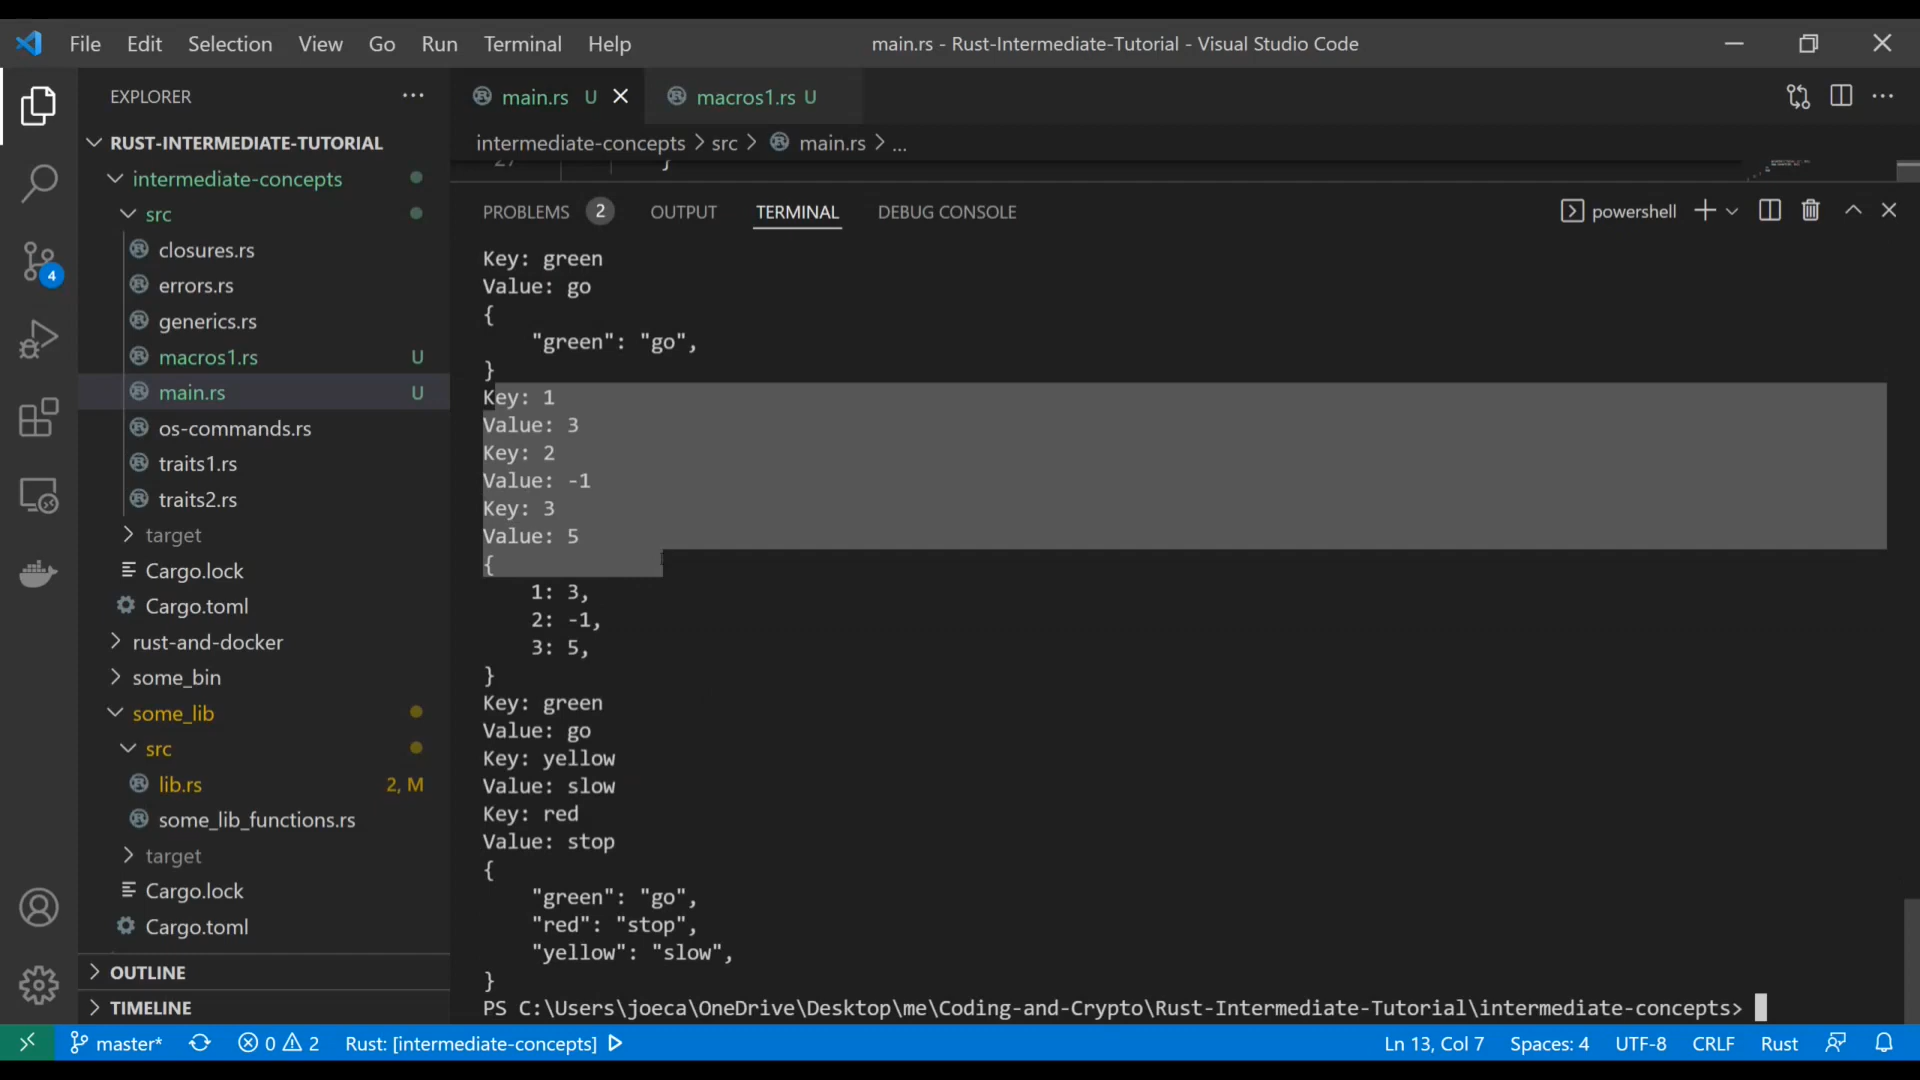 File Edit Selection View Go Run Terminal Help
main.rs - Rust-Intermediate-Tutorial - Visual Studio Code
EXPLORER
RUST-INTERMEDIATE-TUTORIAL
intermediate-concepts
src
closures.rs
errors.rs
generics.rs
macros1.rs U
main.rs U
os-commands.rs
traits1.rs
traits2.rs
target
Cargo.lock
Cargo.toml
rust-and-docker
some_bin
some_lib
src
lib.rs 2, M
some_lib_functions.rs
target
Cargo.lock
Cargo.toml
OUTLINE
TIMELINE
4
main.rs U macros1.rs U
intermediate-concepts > src > main.rs > ...
27 }
PROBLEMS 2 OUTPUT TERMINAL DEBUG CONSOLE powershell
Key: green
Value: go
{
    "green": "go",
}
Key: 1
Value: 3
Key: 2
Value: -1
Key: 3
Value: 5
{
    1: 3,
    2: -1,
    3: 5,
}
Key: green
Value: go
Key: yellow
Value: slow
Key: red
Value: stop
{
    "green": "go",
    "red": "stop",
    "yellow": "slow",
}
PS C:\Users\joeca\OneDrive\Desktop\me\Coding-and-Crypto\Rust-Intermediate-Tutorial\intermediate-concepts>
master* 0 2 Rust: [intermediate-concepts] Ln 13, Col 7 Spaces: 4 UTF-8 CRLF Rust